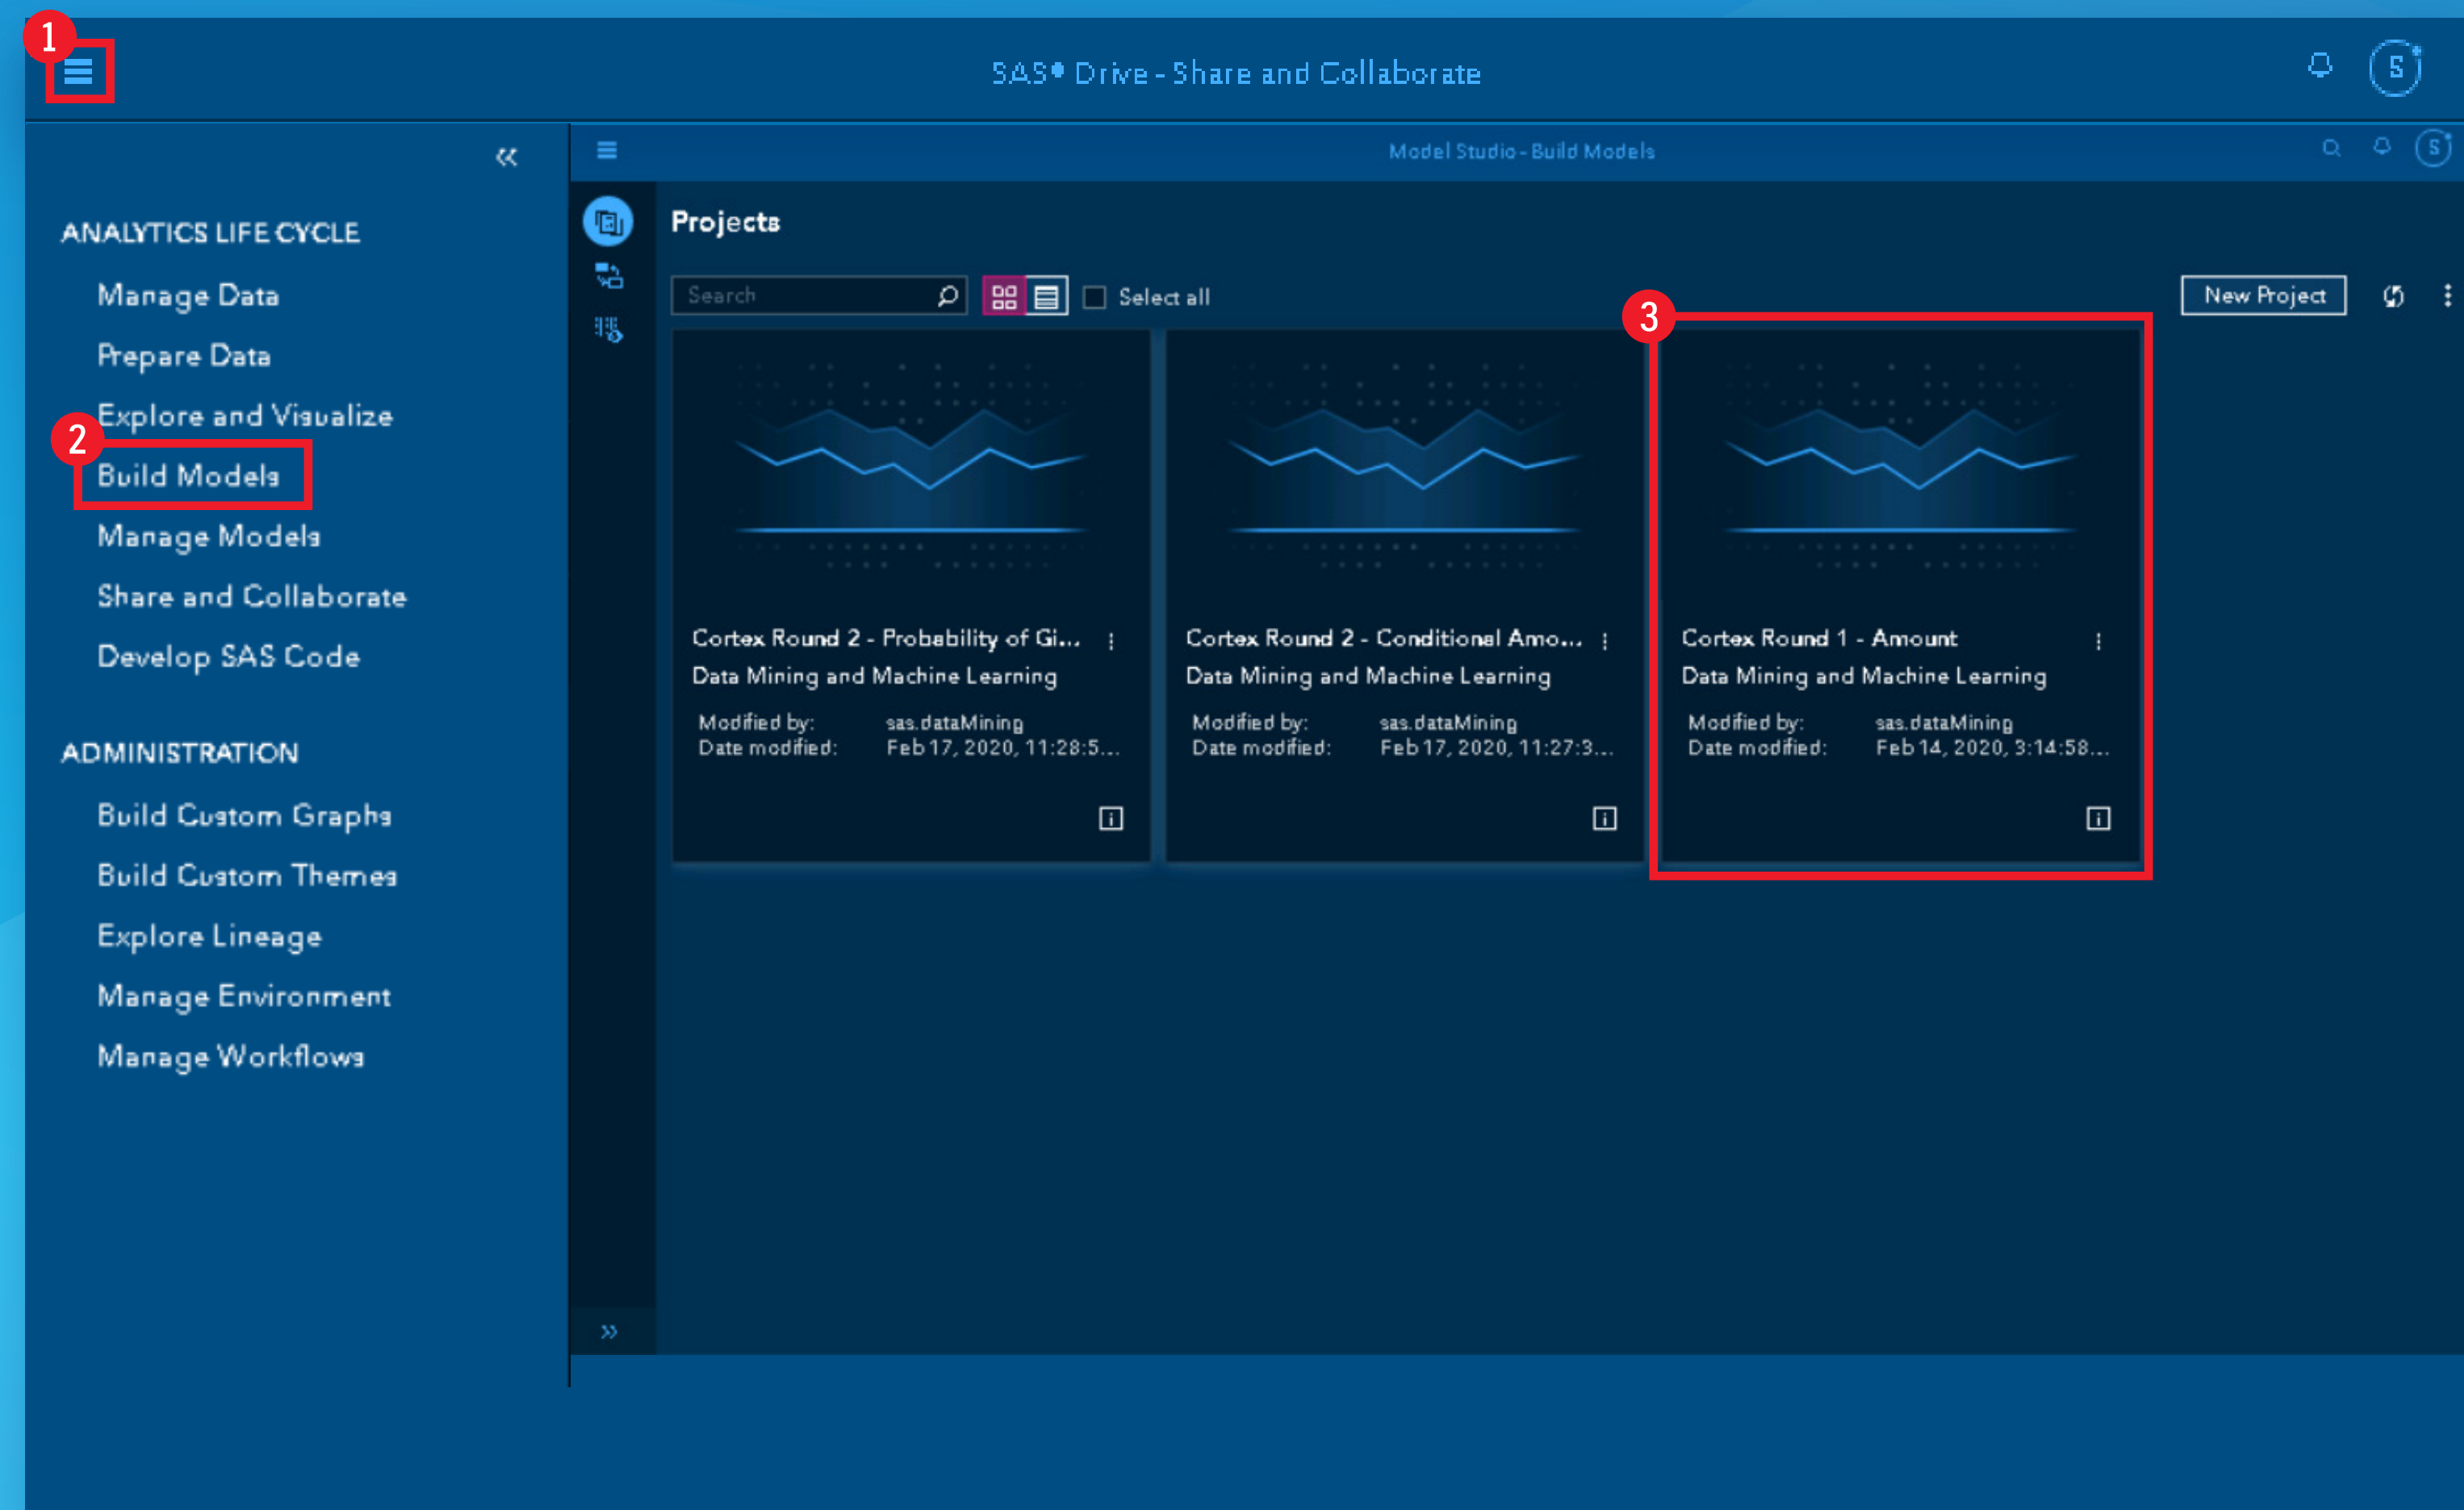 1
SAS® Drive - Share and Collaborate
S
ANALYTICS LIFE CYCLE
Manage Data
Prepare Data
Explore and Visualize
2
Build Models
Manage Models
Share and Collaborate
Develop SAS Code
ADMINISTRATION
Build Custom Graphs
Build Custom Themes
Explore Lineage
Manage Environment
Manage Workflows
Model Studio - Build Models
S
Projects
Search
Select all
New Project
Cortex Round 2 - Probability of Gi...
Data Mining and Machine Learning
Modified by: sas.dataMining
Date modified: Feb 17, 2020, 11:28:5...
Cortex Round 2 - Conditional Amo...
Data Mining and Machine Learning
Modified by: sas.dataMining
Date modified: Feb 17, 2020, 11:27:3...
3
Cortex Round 1 - Amount
Data Mining and Machine Learning
Modified by: sas.dataMining
Date modified: Feb 14, 2020, 3:14:58...